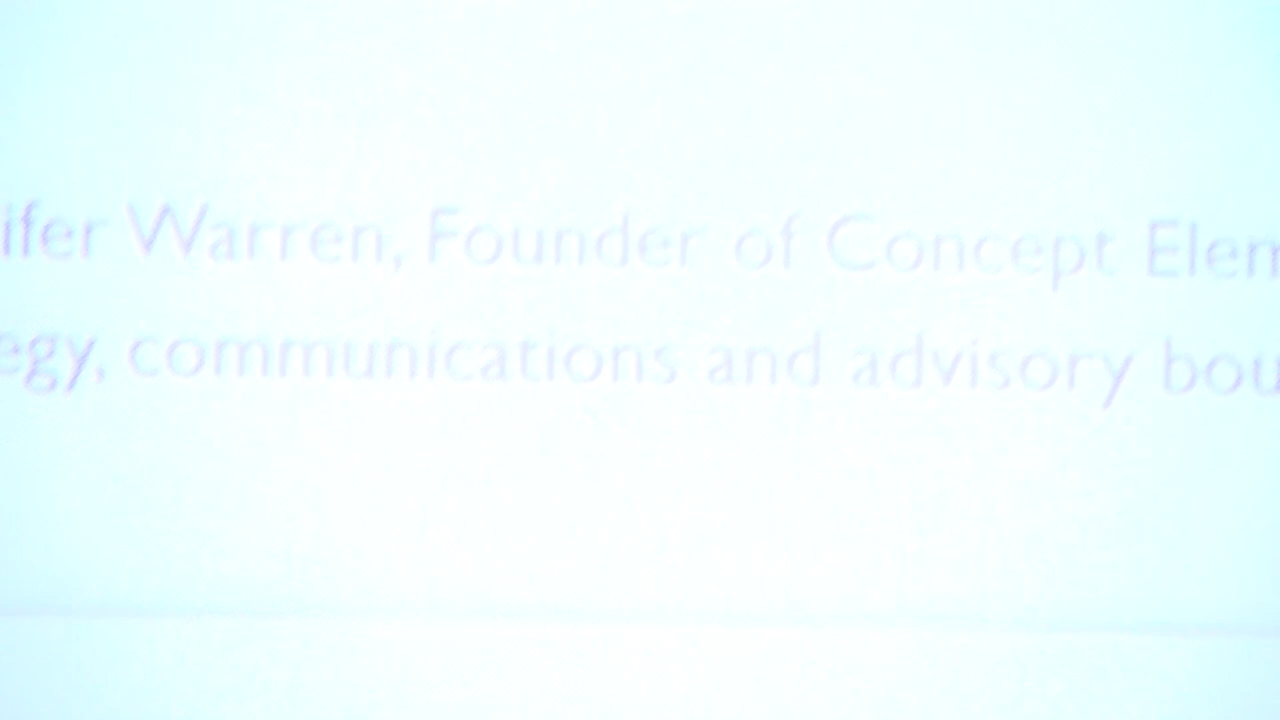 ifer Warren, Founder of Concept Elem
egy, communications and advisory bou